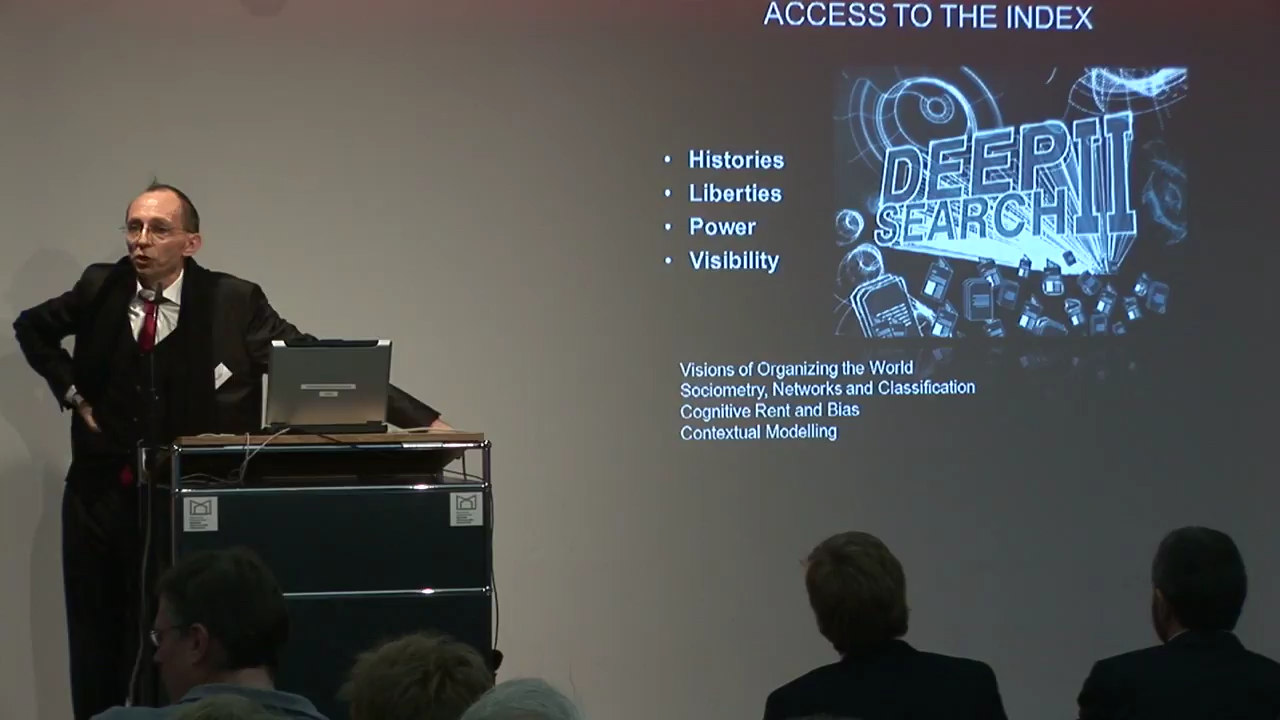 ACCESS TO THE INDEX
• Histories
• Liberties
• Power
• Visibility
DEEP II
SEARCH
Visions of Organizing the World
Sociometry, Networks and Classification
Cognitive Rent and Bias
Contextual Modelling